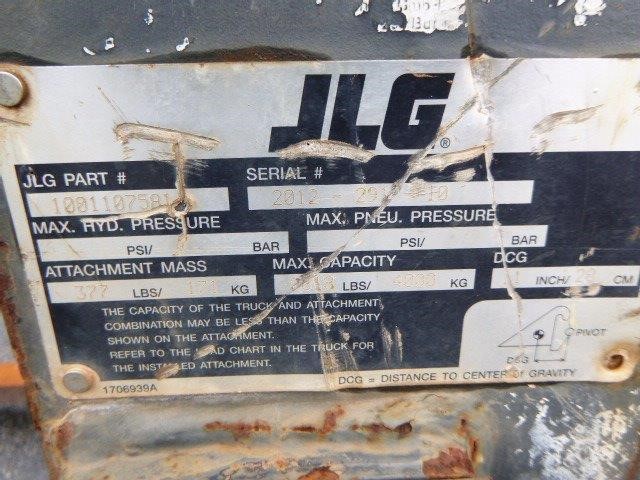 JLG ®
JLG PART # SERIAL #
MAX. HYD. PRESSURE MAX. PNEU. PRESSURE
PSI/ BAR PSI/ BAR
ATTACHMENT MASS MAX. CAPACITY DCG
377 LBS/ 171 KG LBS/ KG INCH/ CM
THE CAPACITY OF THE TRUCK AND ATTACHMENT
COMBINATION MAY BE LESS THAN THE CAPACITY
SHOWN ON THE ATTACHMENT.
REFER TO THE LOAD CHART IN THE TRUCK FOR
THE INSTALLED ATTACHMENT.
PIVOT
DCG
DCG = DISTANCE TO CENTER of GRAVITY
1706939A